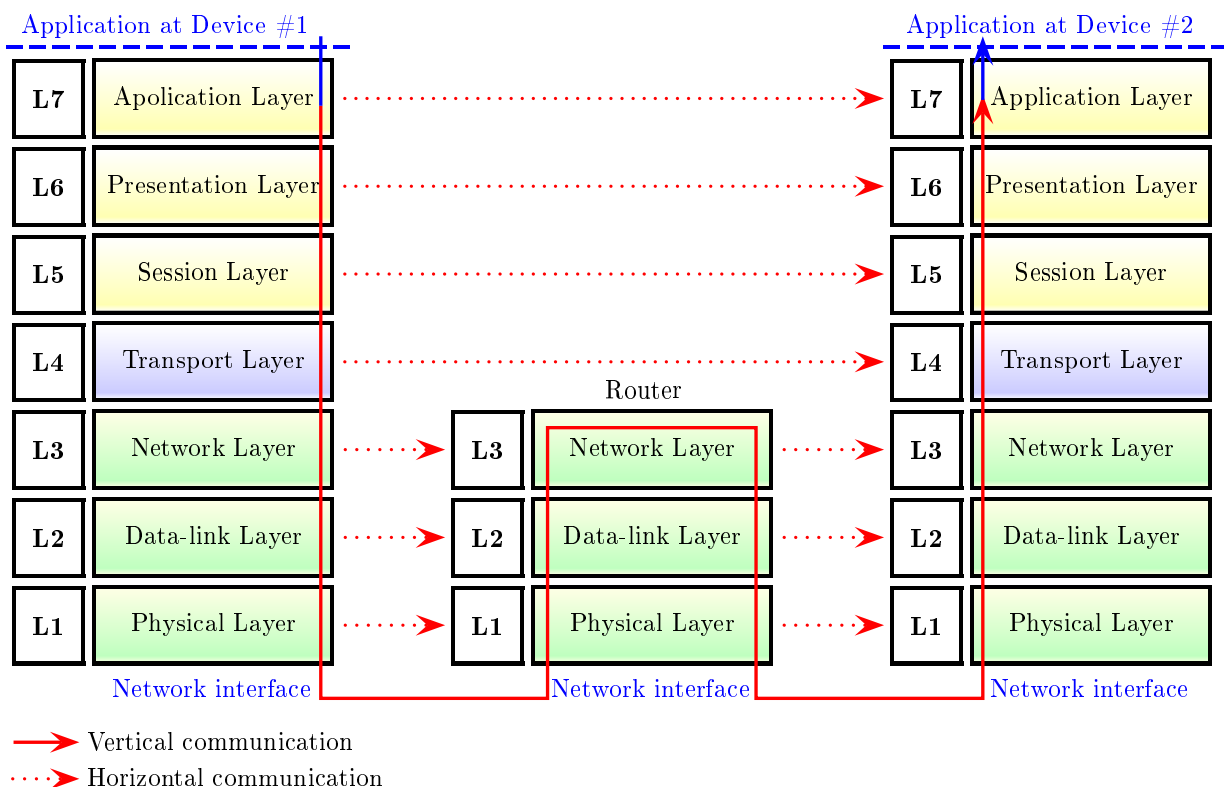 Application at Device #1
Application at Device #2
L7 Apolication Layer
L7 Application Layer
L6 Presentation Layer
L6 Presentation Layer
L5 Session Layer
L5 Session Layer
L4 Transport Layer
L4 Transport Layer
Router
L3 Network Layer
L3 Network Layer
L3 Network Layer
L2 Data-link Layer
L2 Data-link Layer
L2 Data-link Layer
L1 Physical Layer
L1 Physical Layer
L1 Physical Layer
Network interface
Network interface
Network interface
Vertical communication
Horizontal communication